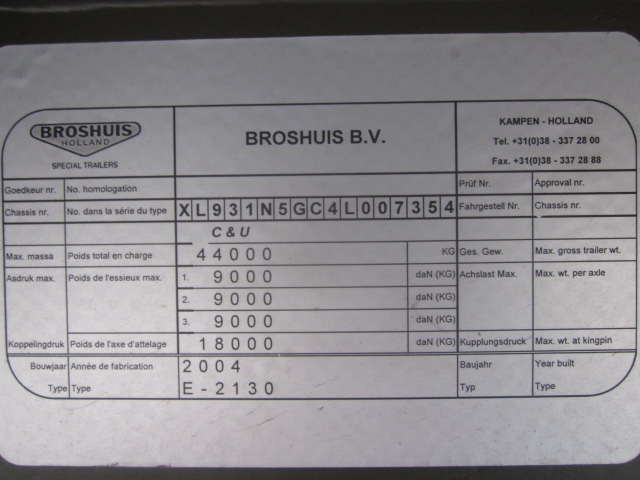 BROSHUIS
HOLLAND
SPECIAL TRAILERS
BROSHUIS B.V.
KAMPEN - HOLLAND
Tel. +31(0)38 - 337 28 00
Fax. +31(0)38 - 337 28 88
Goedkeur nr. No. homologation Prüf Nr. Approval nr.
Chassis nr. No. dans la série du type XL931N5GC4L007354 Fahrgestell Nr. Chassis nr.
C & U
Max. massa Poids total en charge 44000 KG Ges. Gew. Max. gross trailer wt.
Asdruk max. Poids de l'essieux max. 1. 9000 daN (KG) Achslast Max. Max. wt. per axle
2. 9000 daN (KG)
3. 9000 daN (KG)
Koppelingdruk Poids de l'axe d'attelage 18000 daN (KG) Kupplungsdruck Max. wt. at kingpin
Bouwjaar Année de fabrication 2004 Baujahr Year built
Type Type E-2130 Typ Type